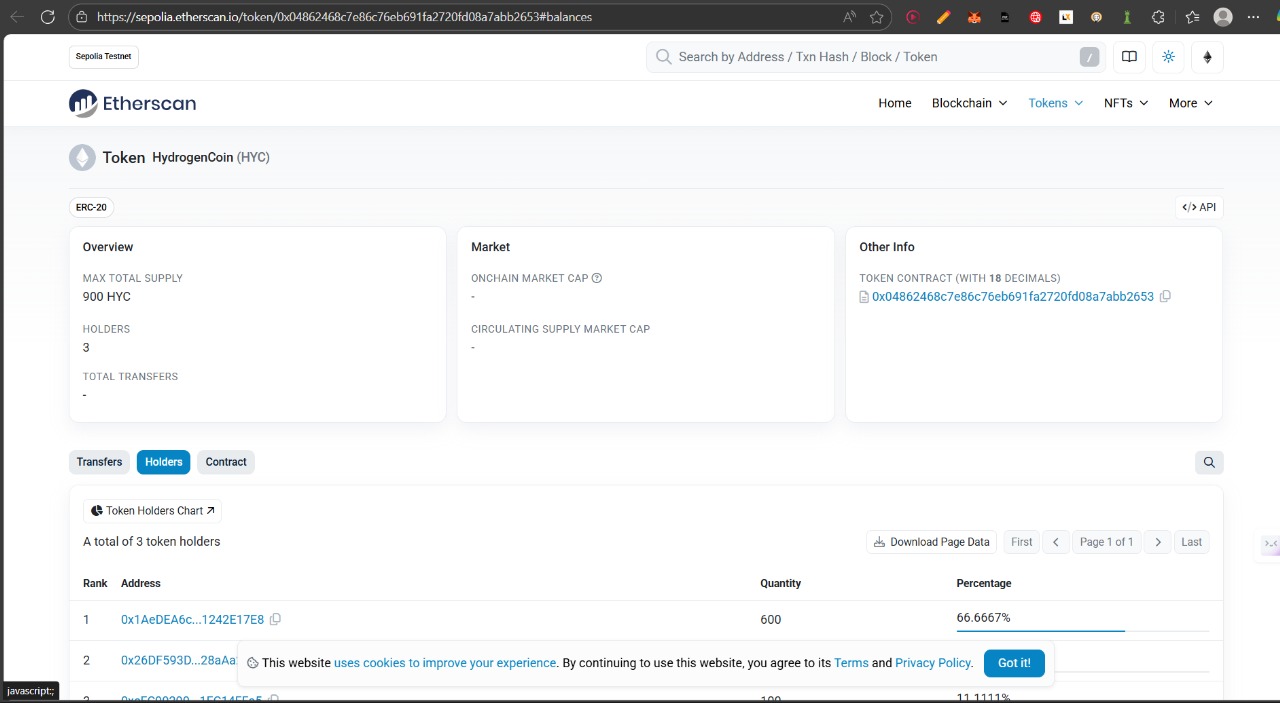 https://sepolia.etherscan.io/token/0x04862468c7e86c76eb691fa2720fd08a7abb2653#balances
Sepolia Testnet
Search by Address / Txn Hash / Block / Token /
Etherscan
Home Blockchain Tokens NFTs More
Token HydrogenCoin (HYC)
ERC-20
</> API
Overview
MAX TOTAL SUPPLY
900 HYC
HOLDERS
3
TOTAL TRANSFERS
-
Market
ONCHAIN MARKET CAP
-
CIRCULATING SUPPLY MARKET CAP
-
Other Info
TOKEN CONTRACT (WITH 18 DECIMALS)
0x04862468c7e86c76eb691fa2720fd08a7abb2653
Transfers Holders Contract
Token Holders Chart
A total of 3 token holders
Download Page Data First Page 1 of 1 Last
Rank Address Quantity Percentage
1 0x1AeDEA6c...1242E17E8 600 66.6667%
2 0x26DF593D...28aAa
This website uses cookies to improve your experience. By continuing to use this website, you agree to its Terms and Privacy Policy. Got it!
javascript:;
100 11.1111%